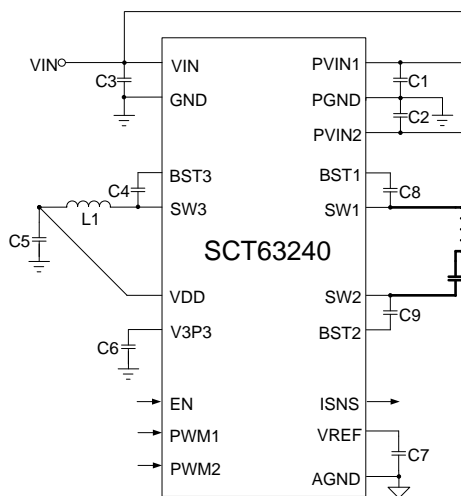 VIN
VIN
PVIN1
C3
C1
GND
PGND
C2
PVIN2
BST3
BST1
C4
C8
SW3
SW1
L1
C5
SCT63240
VDD
SW2
C9
V3P3
BST2
C6
EN
ISNS
PWM1
VREF
C7
PWM2
AGND